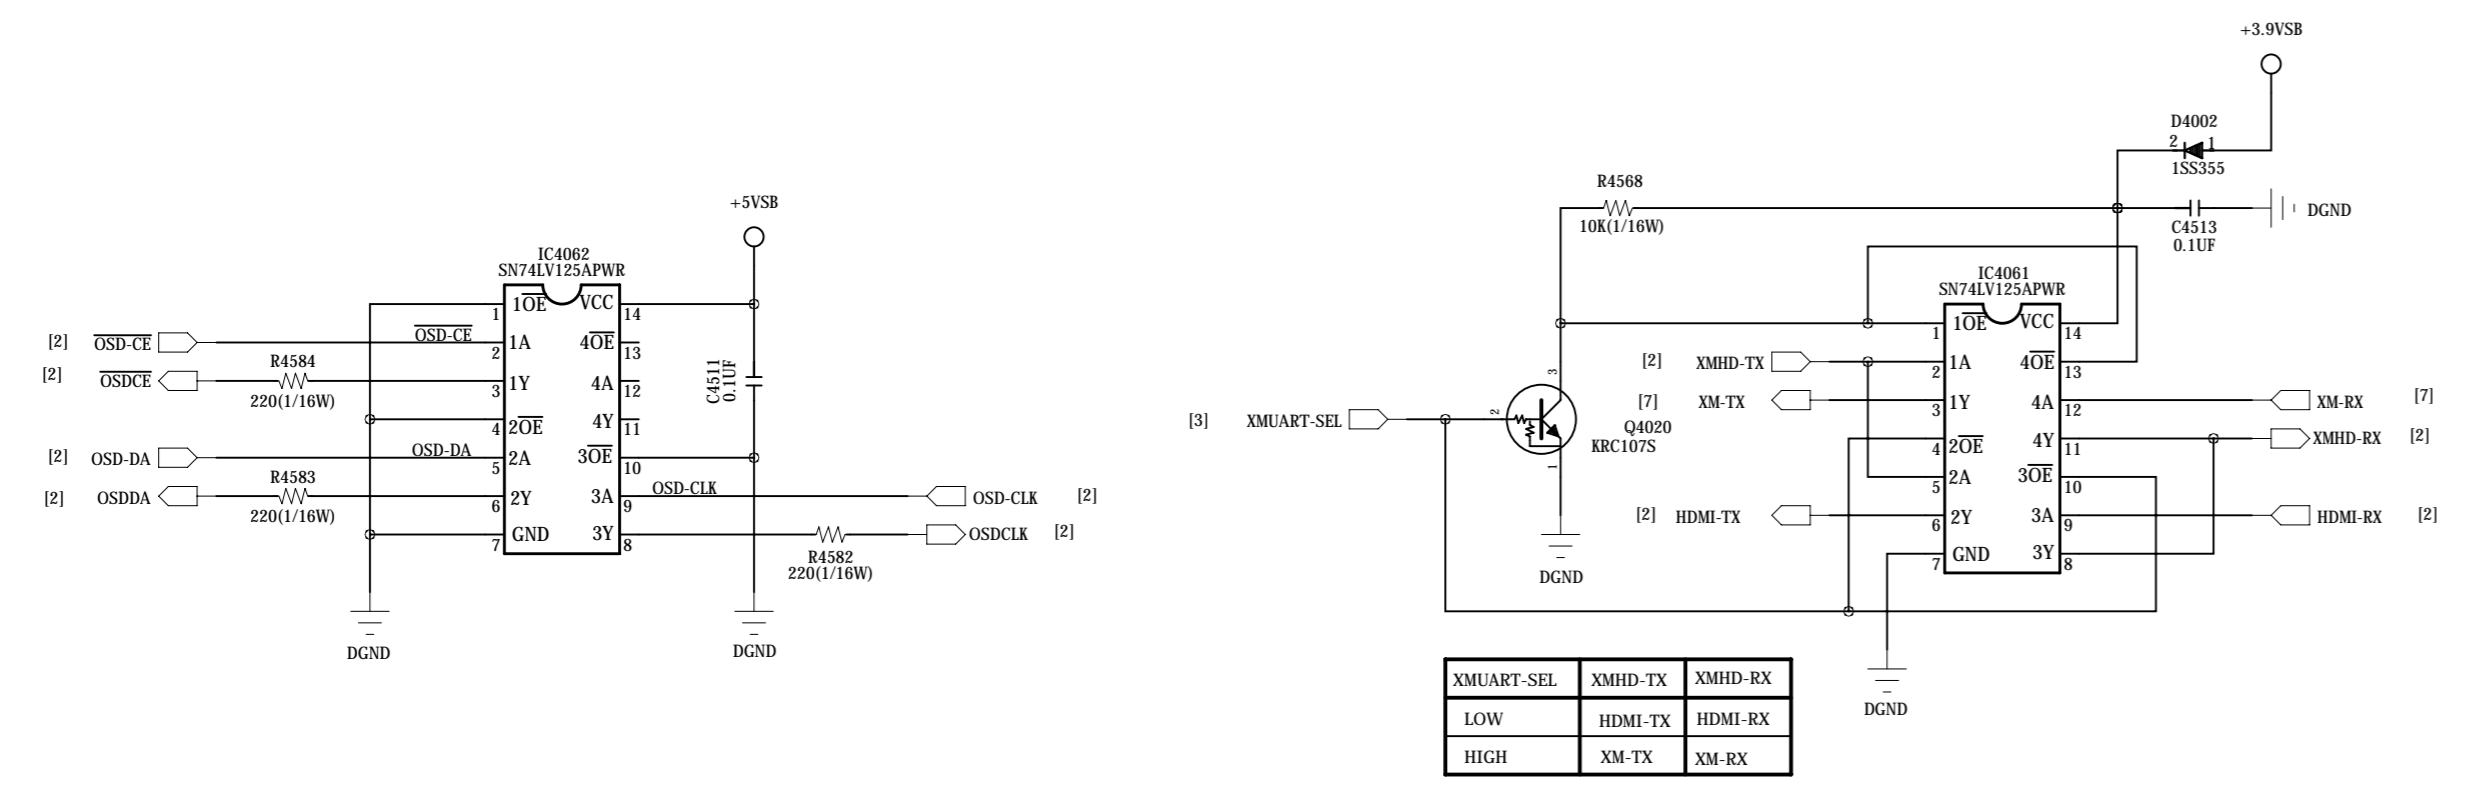 +5VSB
IC4062
SN74LV125APWR
1OE VCC
1 14
[2] OSD-CE OSD-CE 1A 4OE
2 13
[2] OSDCE R4584 1Y 4A
220(1/16W) 3 12
C4511
0.1UF
4 2OE 4Y 11
[2] OSD-DA OSD-DA 2A 3OE
5 10
[2] OSDDA R4583 2Y 3A OSD-CLK OSD-CLK [2]
220(1/16W) 6 9
GND 3Y OSDCLK [2]
7 8
R4582
220(1/16W)
DGND
DGND
+3.9VSB
D4002
2 1
1SS355
R4568
10K(1/16W)
DGND
C4513
0.1UF
IC4061
SN74LV125APWR
1OE VCC
1 14
[2] XMHD-TX 1A 4OE
2 13
[7] XM-TX 1Y 4A XM-RX [7]
3 12
[3] XMUART-SEL 2 3 1
Q4020
KRC107S
2OE 4Y XMHD-RX [2]
4 11
2A 3OE
5 10
[2] HDMI-TX 2Y 3A HDMI-RX [2]
6 9
GND 3Y
7 8
DGND
DGND
XMUART-SEL XMHD-TX XMHD-RX
LOW HDMI-TX HDMI-RX
HIGH XM-TX XM-RX